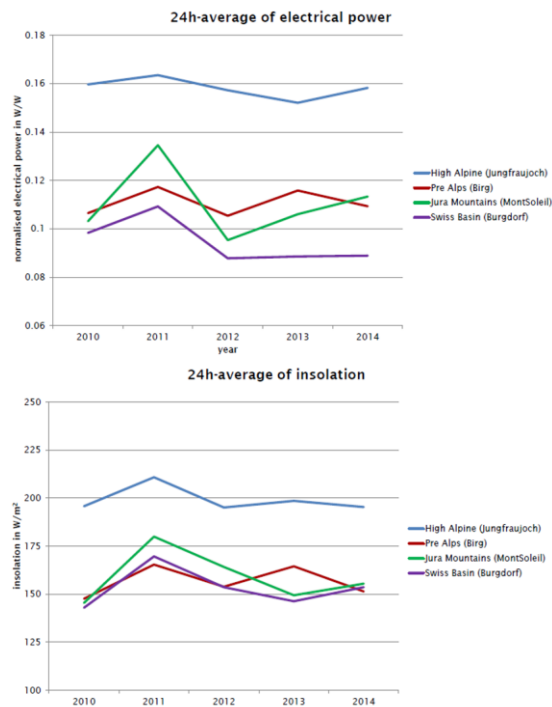 24h-average of electrical power
normalised electrical power in W/W
0.18
0.16
0.14
0.12
0.1
0.08
0.06
2010 2011 2012 2013 2014
year
High Alpine (Jungfraujoch)
Pre Alps (Birg)
Jura Mountains (MontSoleil)
Swiss Basin (Burgdorf)
24h-average of insolation
insolation in W/m²
250
225
200
175
150
125
100
2010 2011 2012 2013 2014
High Alpine (Jungfraujoch)
Pre Alps (Birg)
Jura Mountains (MontSoleil)
Swiss Basin (Burgdorf)